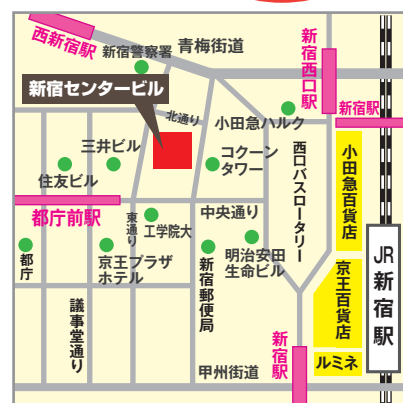 西新宿駅
新宿警察署
青梅街道
新宿西口駅
新宿センタービル
北通り
小田急ハルク
新宿駅
三井ビル
コクーン
タワー
西口バスロータリー
小田急百貨店
住友ビル
都庁前駅
東通り
工学院大
中央通り
都庁
京王プラザ
ホテル
新宿郵便局
明治安田
生命ビル
JR新宿駅
京王百貨店
議事堂通り
新宿駅
ルミネ
甲州街道